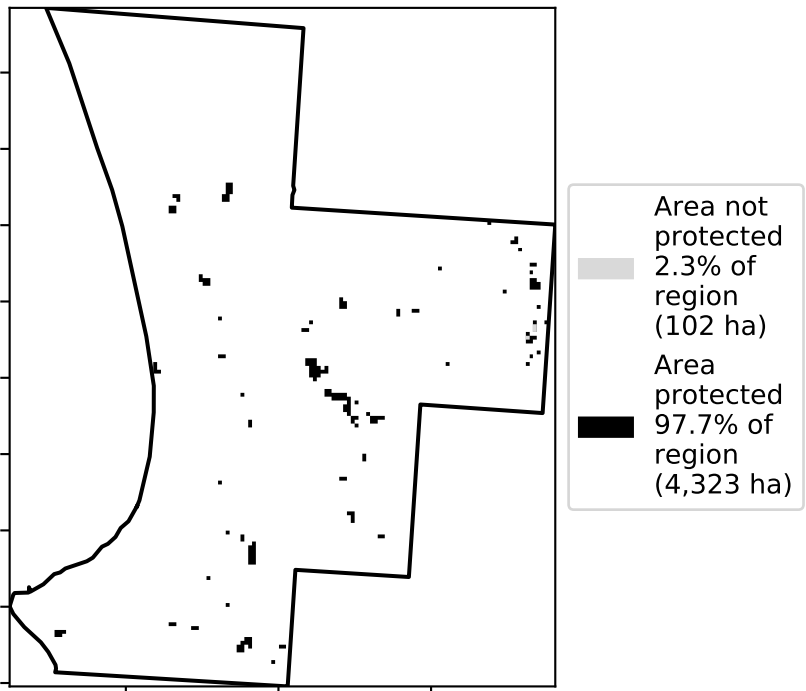 Area not
protected
2.3% of
region
(102 ha)
Area
protected
97.7% of
region
(4,323 ha)